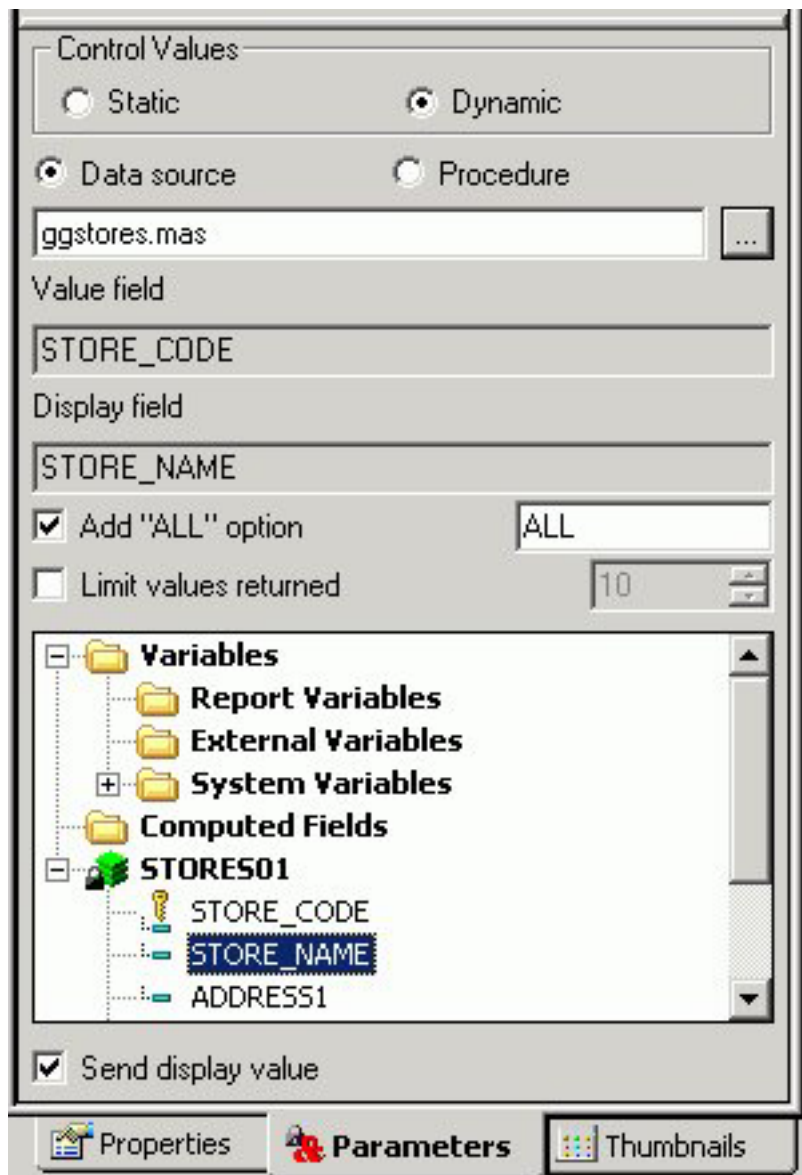 Control Values
Static Dynamic
Data source Procedure
ggstores.mas ...
Value field
STORE_CODE
Display field
STORE_NAME
Add "ALL" option ALL
Limit values returned 10
Variables
Report Variables
External Variables
System Variables
Computed Fields
STORES01
STORE_CODE
STORE_NAME
ADDRESS1
Send display value
Properties Parameters Thumbnails